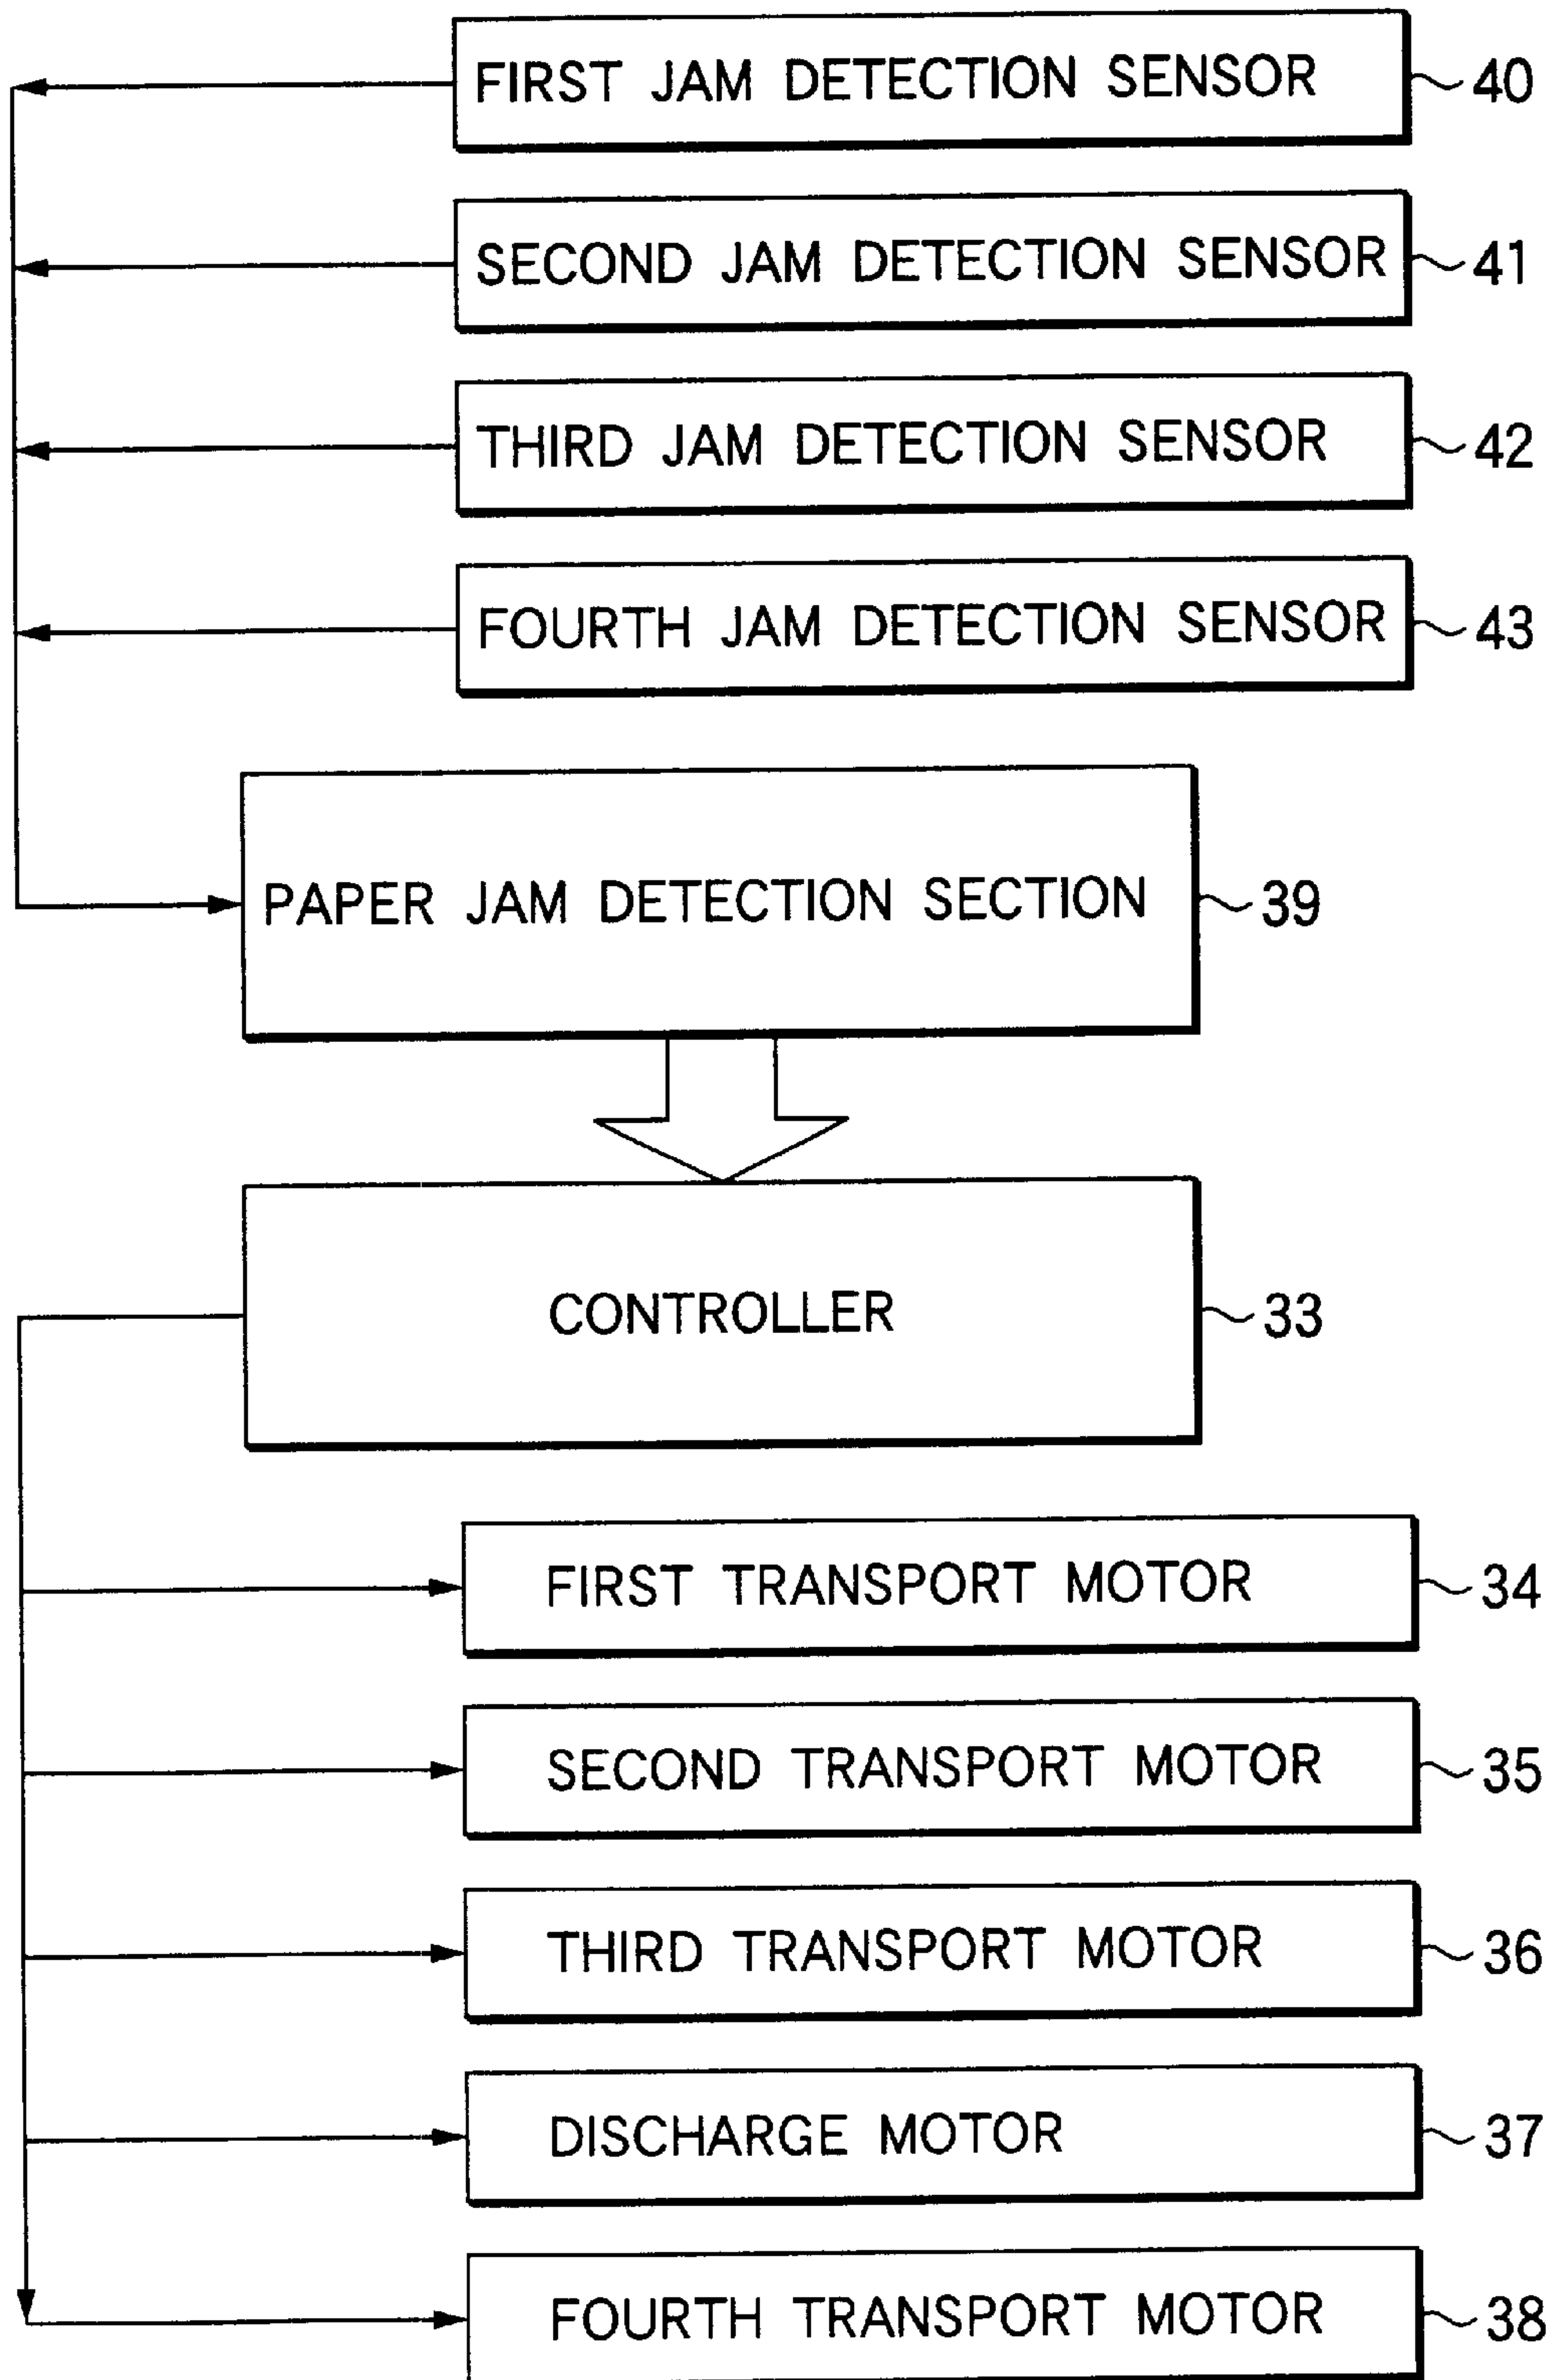 FIRST JAM DETECTION SENSOR 40
SECOND JAM DETECTION SENSOR 41
THIRD JAM DETECTION SENSOR 42
FOURTH JAM DETECTION SENSOR 43
PAPER JAM DETECTION SECTION 39
CONTROLLER 33
FIRST TRANSPORT MOTOR 34
SECOND TRANSPORT MOTOR 35
THIRD TRANSPORT MOTOR 36
DISCHARGE MOTOR 37
FOURTH TRANSPORT MOTOR 38